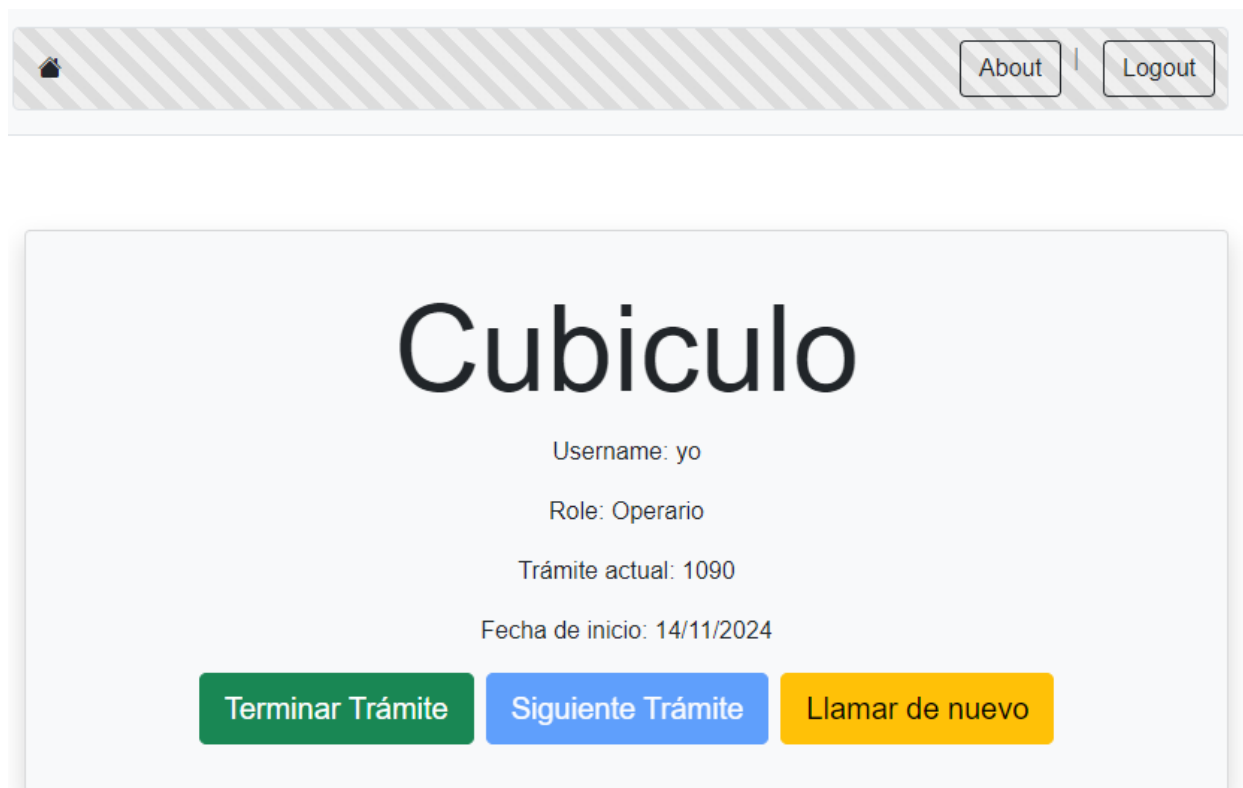 About | Logout
Cubiculo
Username: yo
Role: Operario
Trámite actual: 1090
Fecha de inicio: 14/11/2024
Terminar Trámite Siguiente Trámite Llamar de nuevo